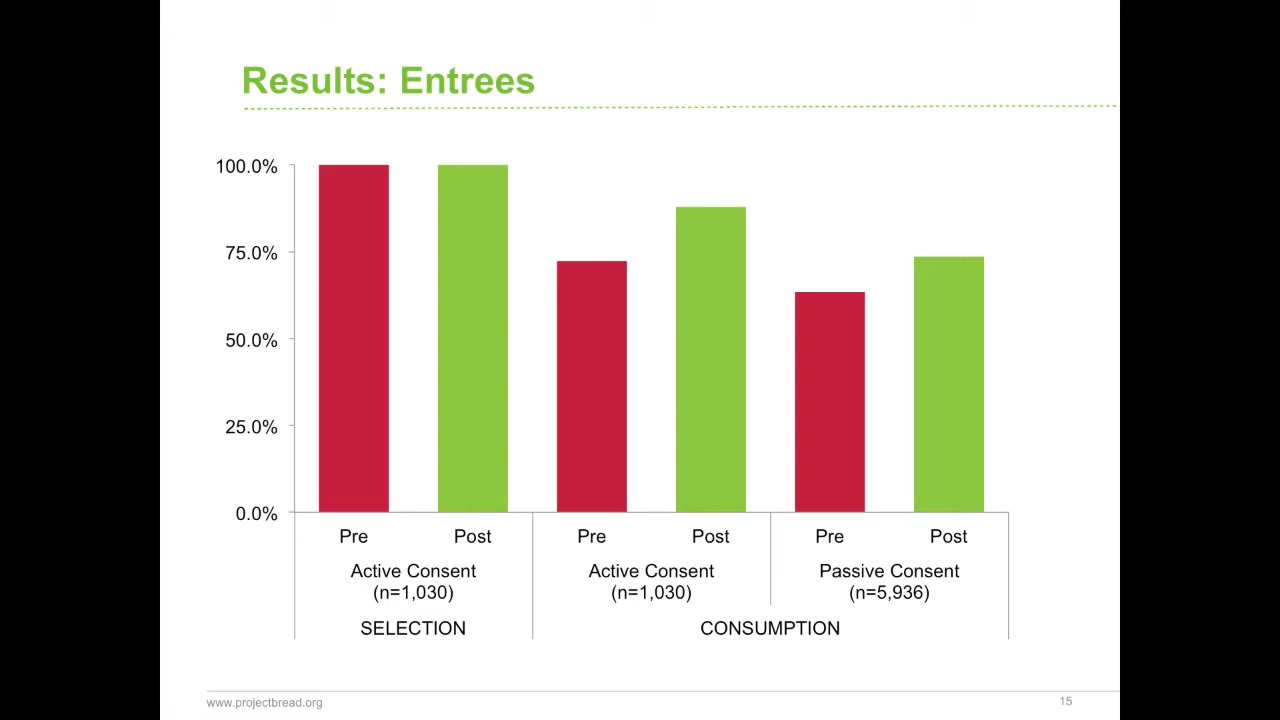 Results: Entrees
100.0%
75.0%
50.0%
25.0%
0.0%
Pre Post Pre Post Pre Post
Active Consent Active Consent Passive Consent
(n=1,030) (n=1,030) (n=5,936)
SELECTION CONSUMPTION
www.projectbread.org 15